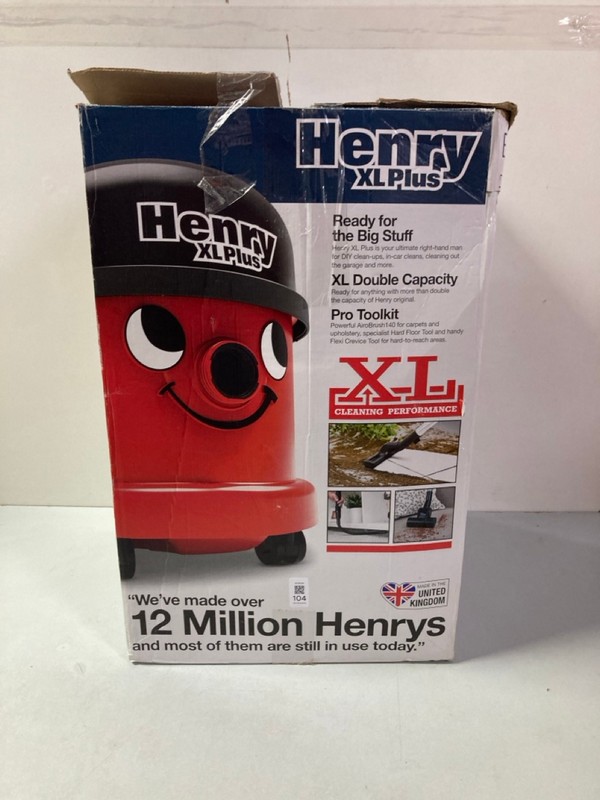 Henry
XL Plus
Henry
XL Plus
Ready for
the Big Stuff
Henry XL Plus is your ultimate right-hand man
for DIY clean-ups, in-car cleans, cleaning out
the garage and more.
XL Double Capacity
Ready for anything with more than double
the capacity of Henry original.
Pro Toolkit
Powerful AiroBrush140 for carpets and
upholstery, specialist Hard Floor Tool and handy
Flexi Crevice Tool for hard-to-reach areas.
XL
CLEANING PERFORMANCE
MADE IN THE
UNITED
KINGDOM
104
“We've made over
12 Million Henrys
and most of them are still in use today.”